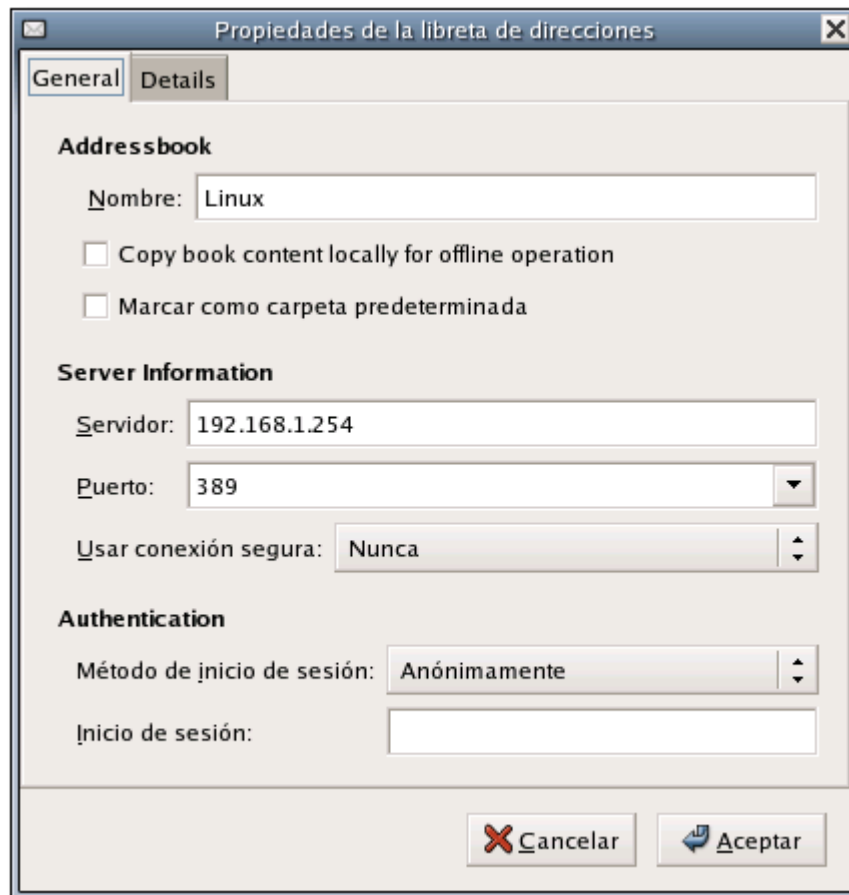 Propiedades de la libreta de direcciones
General Details
Addressbook
Nombre: Linux
Copy book content locally for offline operation
Marcar como carpeta predeterminada
Server Information
Servidor: 192.168.1.254
Puerto: 389
Usar conexión segura: Nunca
Authentication
Método de inicio de sesión: Anónimamente
Inicio de sesión:
Cancelar Aceptar